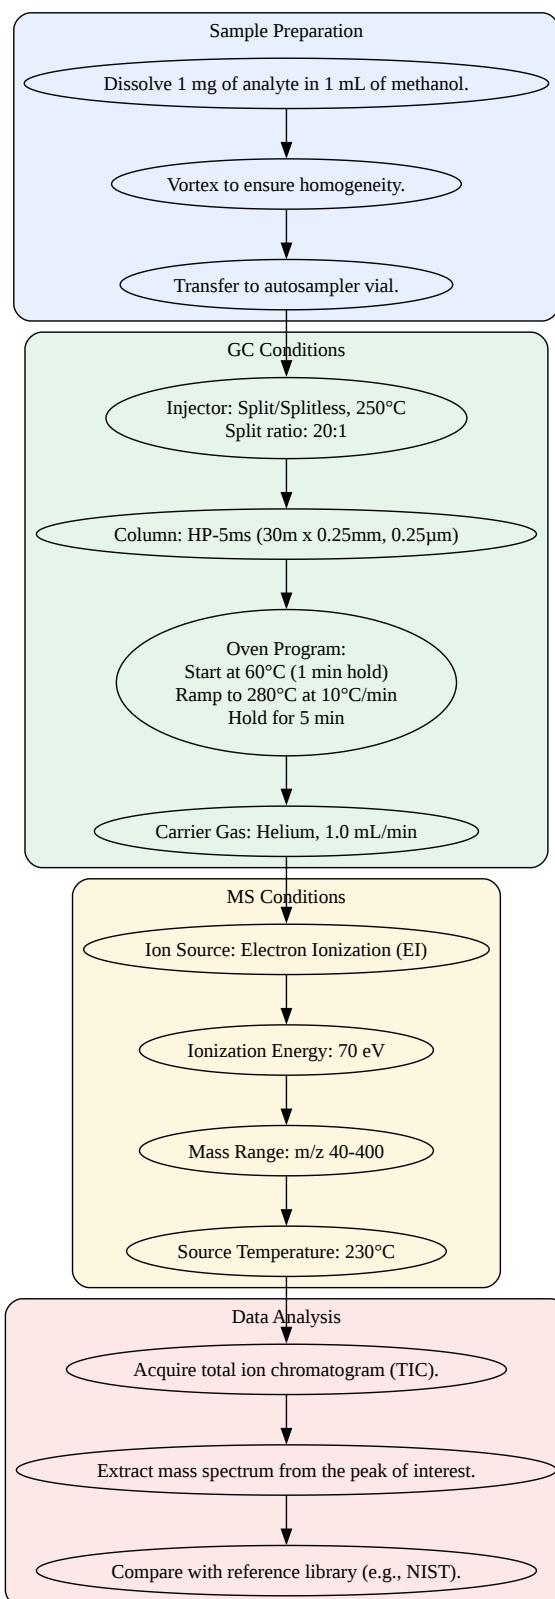 Sample Preparation
Dissolve 1 mg of analyte in 1 mL of methanol.
Vortex to ensure homogeneity.
Transfer to autosampler vial.
GC Conditions
Injector: Split/Splitless, 250°C
Split ratio: 20:1
Column: HP-5ms (30m x 0.25mm, 0.25µm)
Oven Program:
Start at 60°C (1 min hold)
Ramp to 280°C at 10°C/min
Hold for 5 min
Carrier Gas: Helium, 1.0 mL/min
MS Conditions
Ion Source: Electron Ionization (EI)
Ionization Energy: 70 eV
Mass Range: m/z 40-400
Source Temperature: 230°C
Data Analysis
Acquire total ion chromatogram (TIC).
Extract mass spectrum from the peak of interest.
Compare with reference library (e.g., NIST).